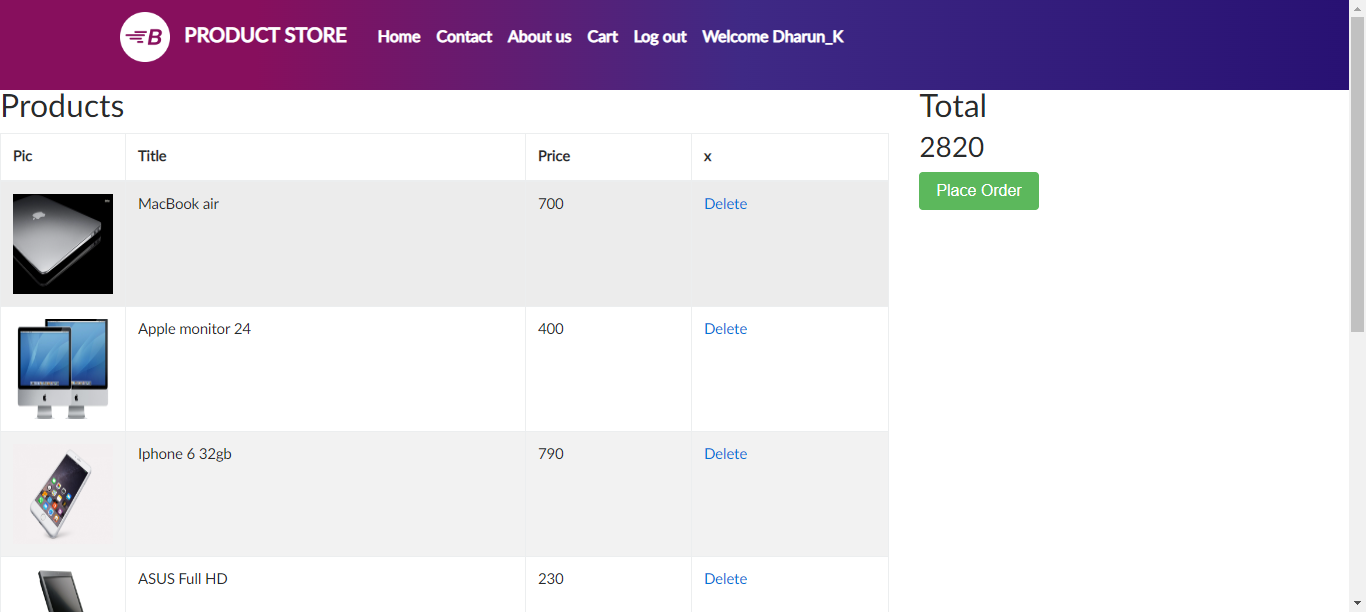 B PRODUCT STORE Home Contact About us Cart Log out Welcome Dharun_K
Products
Pic Title Price x
MacBook air 700 Delete
Apple monitor 24 400 Delete
Iphone 6 32gb 790 Delete
ASUS Full HD 230 Delete
Total
2820
Place Order